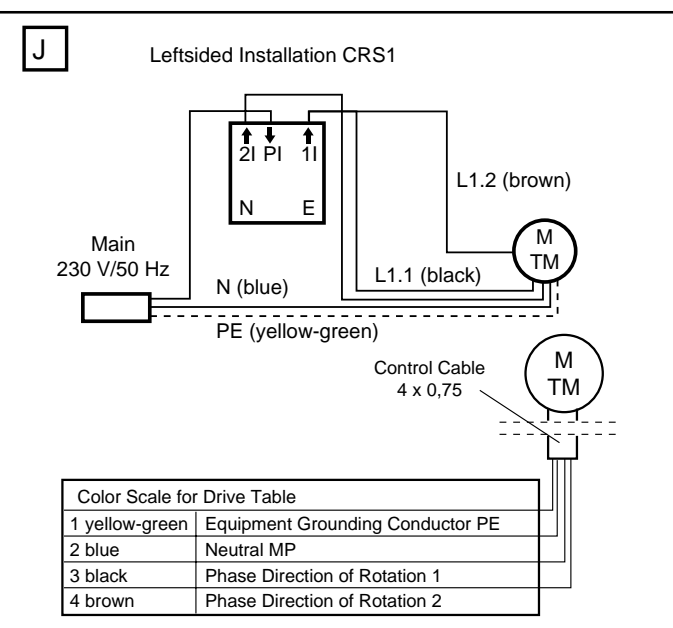 J
Leftsided Installation CRS1
2I PI 1I
N E
L1.2 (brown)
M
TM
Main
230 V/50 Hz
N (blue)
L1.1 (black)
PE (yellow-green)
Control Cable
4 x 0,75
M
TM
Color Scale for Drive Table
1 yellow-green Equipment Grounding Conductor PE
2 blue Neutral MP
3 black Phase Direction of Rotation 1
4 brown Phase Direction of Rotation 2